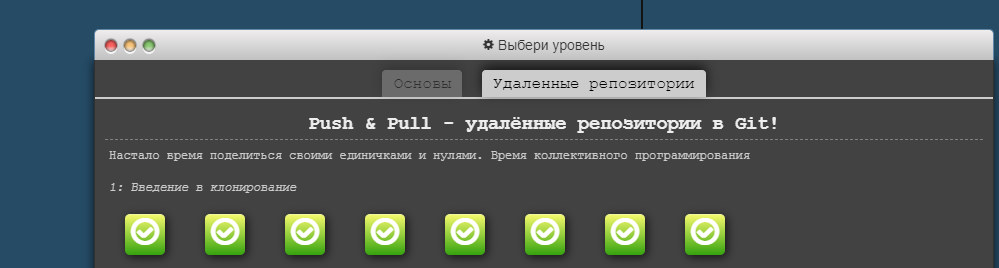 Выбери уровень
Основы
Удаленные репозитории
Push & Pull - удалённые репозитории в Git!
Настало время поделиться своими единичками и нулями. Время коллективного программирования
1: Введение в клонирование